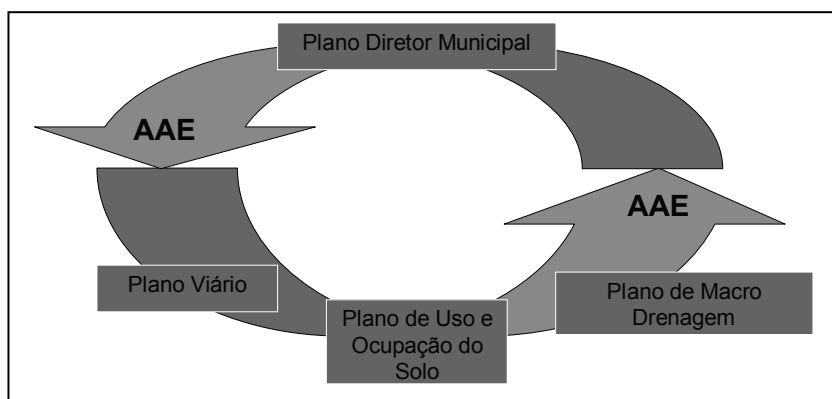 Plano Diretor Municipal
AAE
AAE
Plano Viário
Plano de Uso e
Ocupação do
Solo
Plano de Macro
Drenagem